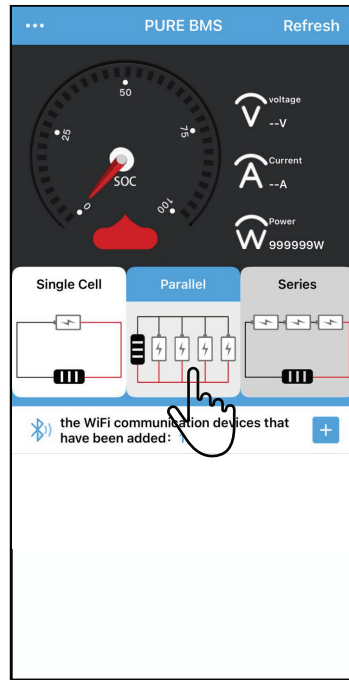 ••• PURE BMS Refresh
50
25
75
0
100
SOC
voltage
V --V
Current
A --A
Power
W 999999W
Single Cell
Parallel
Series
the WiFi communication devices that
have been added:
+